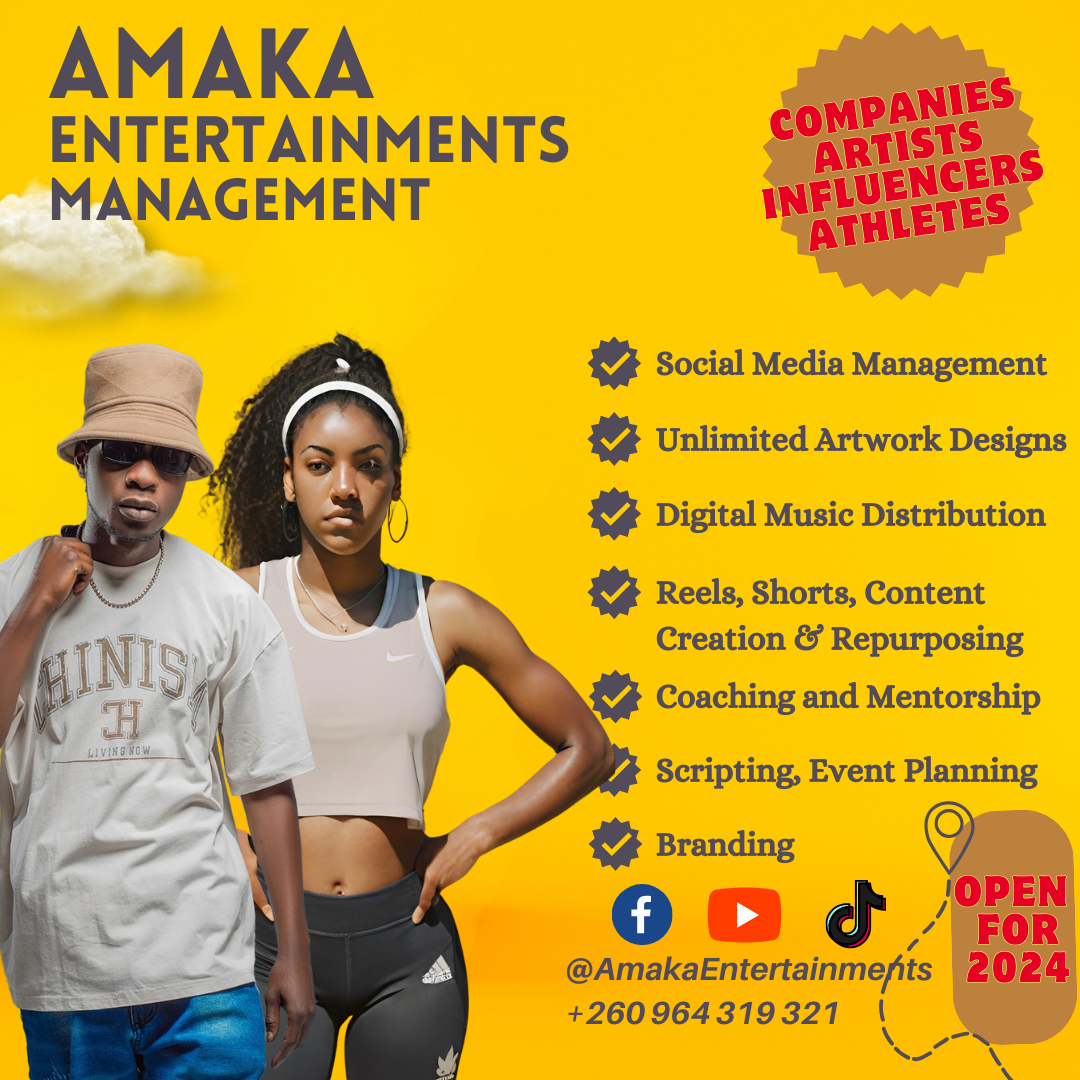 AMAKA
ENTERTAINMENTS
MANAGEMENT
COMPANIES
ARTISTS
INFLUENCERS
ATHLETES
Social Media Management
Unlimited Artwork Designs
Digital Music Distribution
Reels, Shorts, Content
Creation & Repurposing
Coaching and Mentorship
Scripting, Event Planning
Branding
OPEN
FOR
2024
@AmakaEntertainments
+260 964 319 321
LIVING NOW